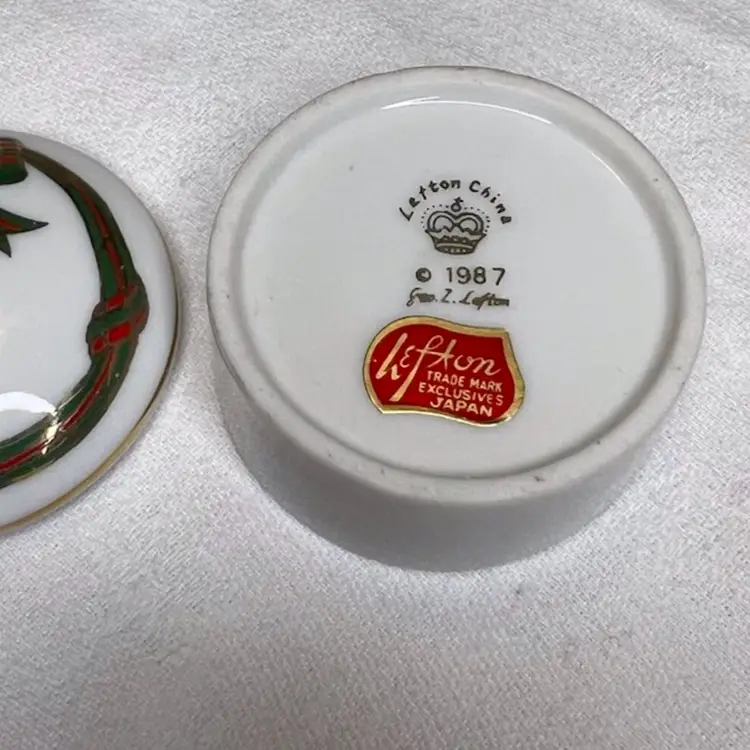 Lefton China
© 1987
Geo. Z. Lefton
Lefton
TRADE MARK
EXCLUSIVES
JAPAN